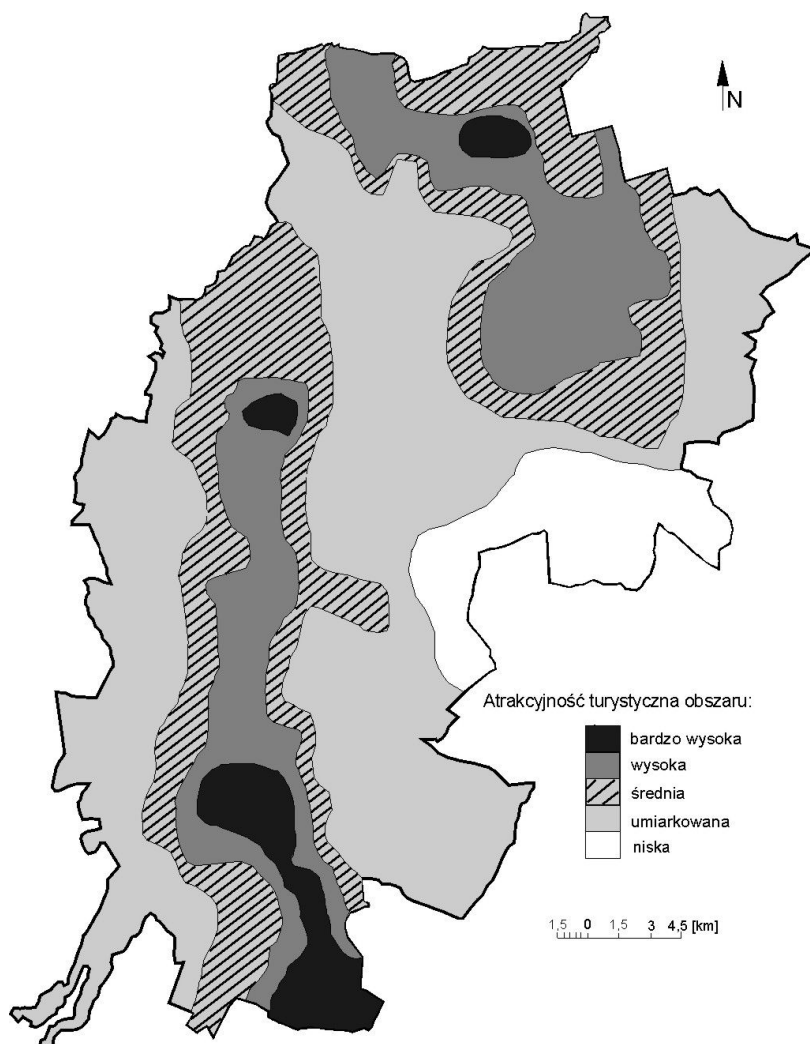 N
Atrakcyjność turystyczna obszaru:
bardzo wysoka
wysoka
średnia
umiarkowana
niska
1,5 0 1,5 3 4,5 [km]